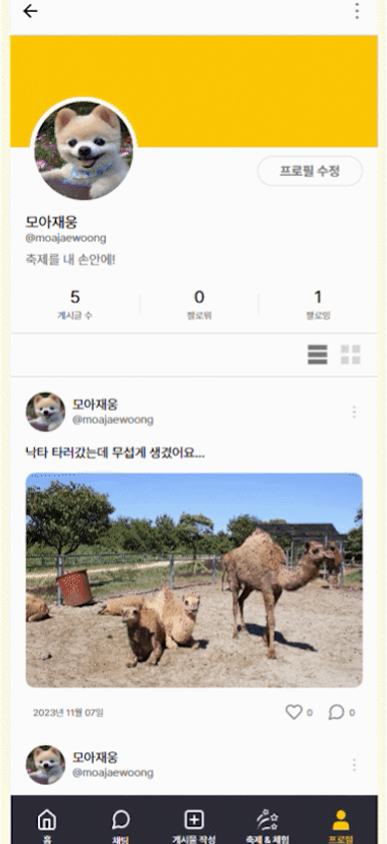 프로필 수정
모아재웅
@moajaewoong
축제를 내 손안에!
5
0
1
게시글 수
팔로워
팔로잉
모아재웅
@moajaewoong
낙타 타러갔는데 무섭게 생겼어요...
2023년 11월 07일
0
0
모아재웅
@moajaewoong
홈
채팅
게시물 작성
축제 & 체험
프로필